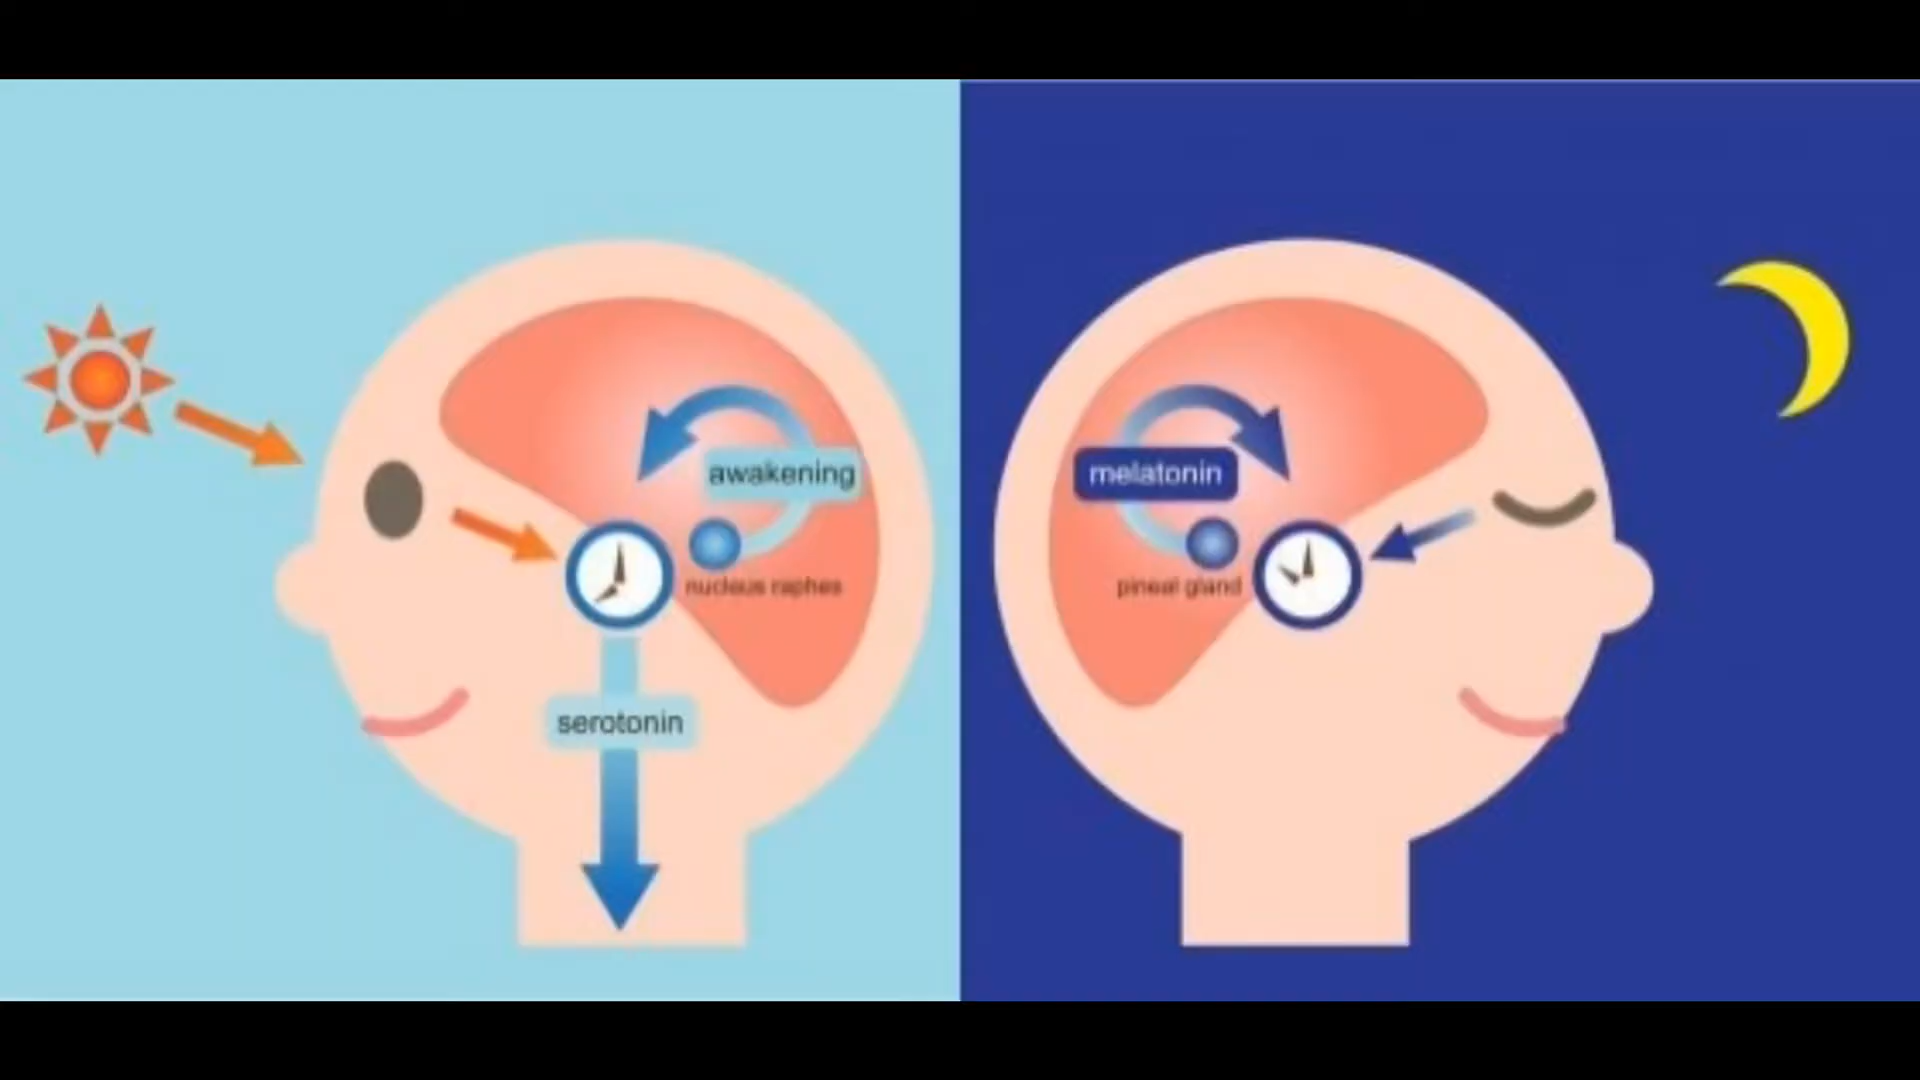 awakening
nucleus raphes
serotonin
melatonin
pineal gland